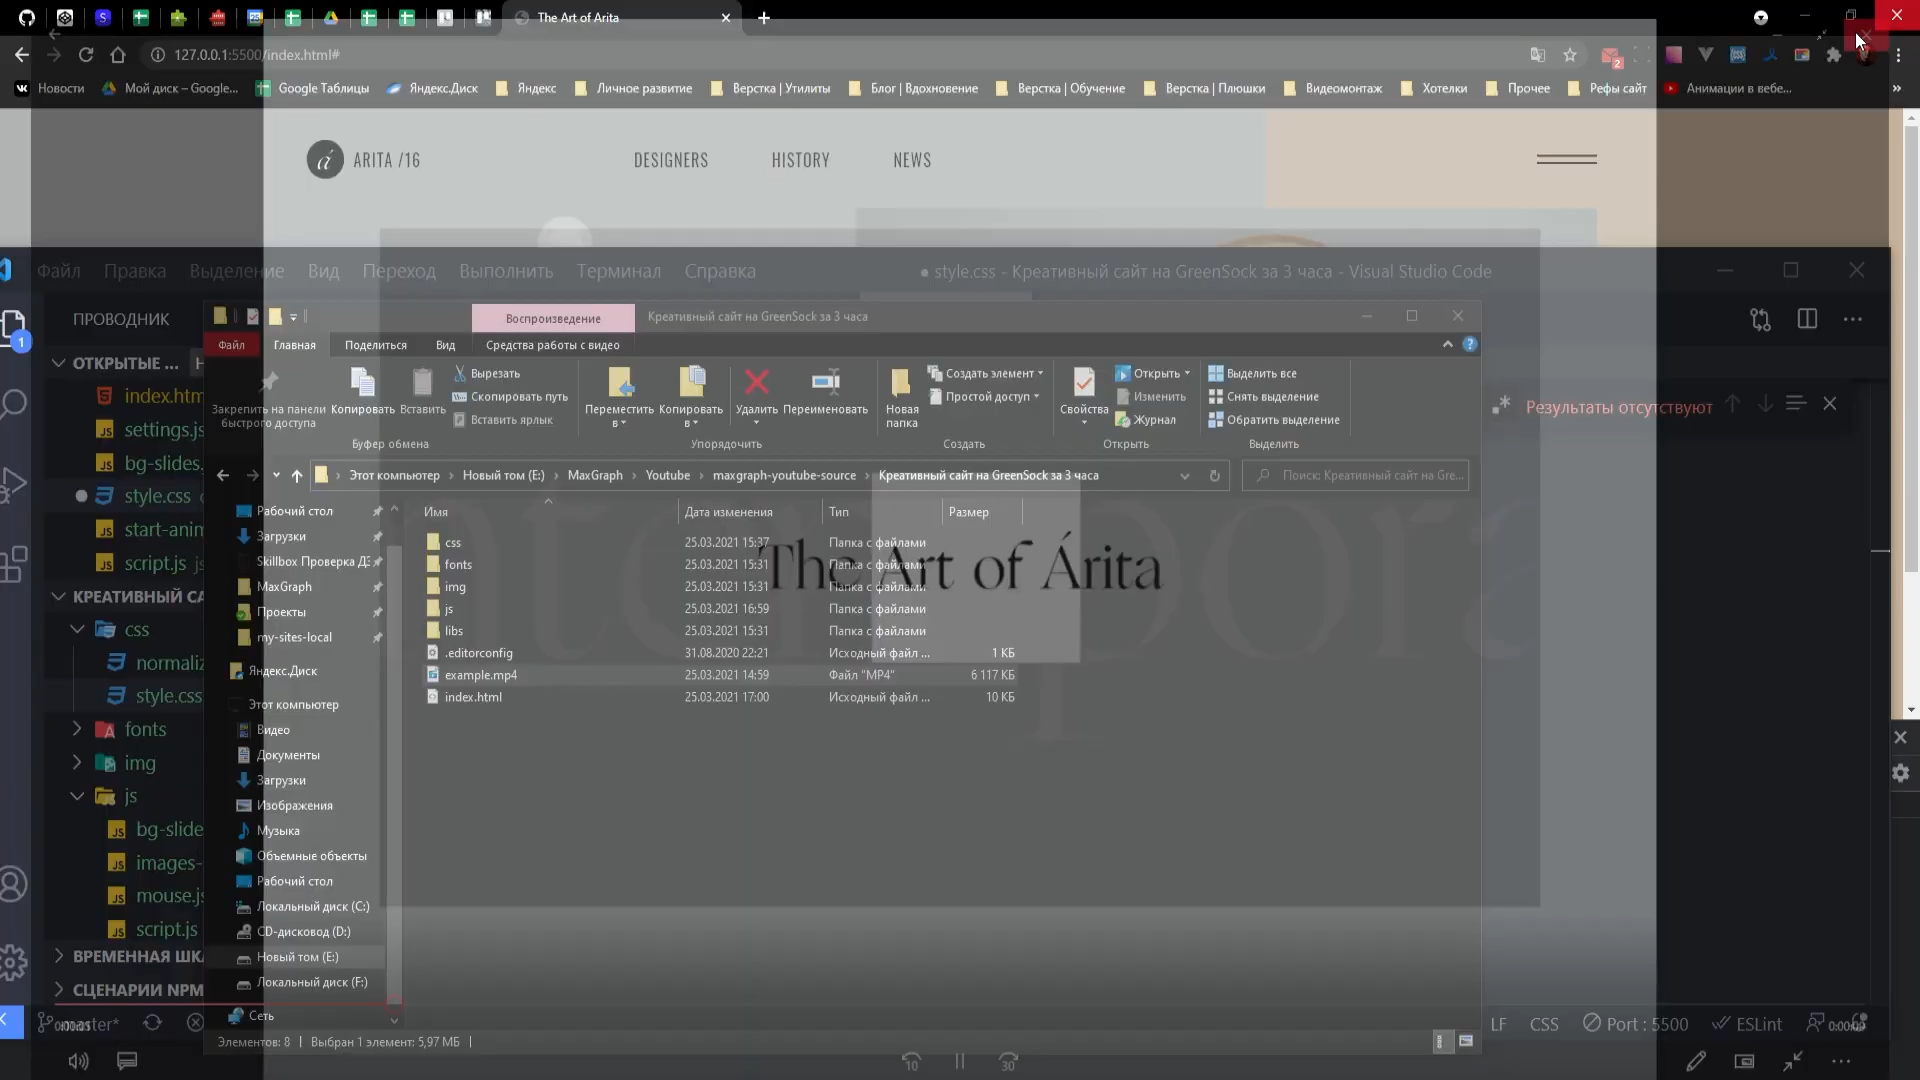 The Art of Arita
127.0.0.1:5500/index.html#
2
Новости
Мой диск – Google...
Google Таблицы
Яндекс.Диск
Яндекс
Личное развитие
Верстка | Утилиты
Блог | Вдохновение
Верстка | Обучение
Верстка | Плюшки
Видеомонтаж
Хотелки
Прочее
Рефы сайт
Анимации в вебе...
»
á ARITA /16
DESIGNERS
HISTORY
NEWS
Файл Правка Выделение Вид Переход Выполнить Терминал Справка
● style.css - Креативный сайт на GreenSock за 3 часа - Visual Studio Code
1
ПРОВОДНИК
ОТКРЫТЫЕ ...
index.htm
settings.js
bg-slides.
style.css
start-anim
script.js
КРЕАТИВНЫЙ СА
css
normaliz
style.css
fonts
img
js
bg-slide
images-
mouse.js
script.js
ВРЕМЕННАЯ ШКА
СЦЕНАРИИ NPM
Результаты отсутствуют
Воспроизведение
Креативный сайт на GreenSock за 3 часа
Файл
Главная
Поделиться
Вид
Средства работы с видео
Закрепить на панели быстрого доступа
Копировать
Вставить
Вырезать
Скопировать путь
Вставить ярлык
Буфер обмена
Переместить в
Копировать в
Удалить
Переименовать
Упорядочить
Новая папка
Создать элемент
Простой доступ
Создать
Свойства
Открыть
Изменить
Журнал
Открыть
Выделить все
Снять выделение
Обратить выделение
Выделить
Этот компьютер › Новый том (E:) › MaxGraph › Youtube › maxgraph-youtube-source › Креативный сайт на GreenSock за 3 часа
Поиск: Креативный сайт на Gre...
Рабочий стол
Загрузки
Skillbox Проверка ДЗ
MaxGraph
Проекты
my-sites-local
Яндекс.Диск
Этот компьютер
Видео
Документы
Загрузки
Изображения
Музыка
Объемные объекты
Рабочий стол
Локальный диск (C:)
CD-дисковод (D:)
Новый том (E:)
Локальный диск (F:)
Сеть
Имя Дата изменения Тип Размер
css 25.03.2021 15:37 Папка с файлами
fonts 25.03.2021 15:31 Папка с файлами
img 25.03.2021 15:31 Папка с файлами
js 25.03.2021 16:59 Папка с файлами
libs 25.03.2021 15:31 Папка с файлами
.editorconfig 31.08.2020 22:21 Исходный файл ... 1 КБ
example.mp4 25.03.2021 14:59 Файл "MP4" 6 117 КБ
index.html 25.03.2021 17:00 Исходный файл ... 10 КБ
The Art of Árita
Элементов: 8 | Выбран 1 элемент: 5,97 МБ |
master*
LF
CSS
Port : 5500
ESLint
10
30